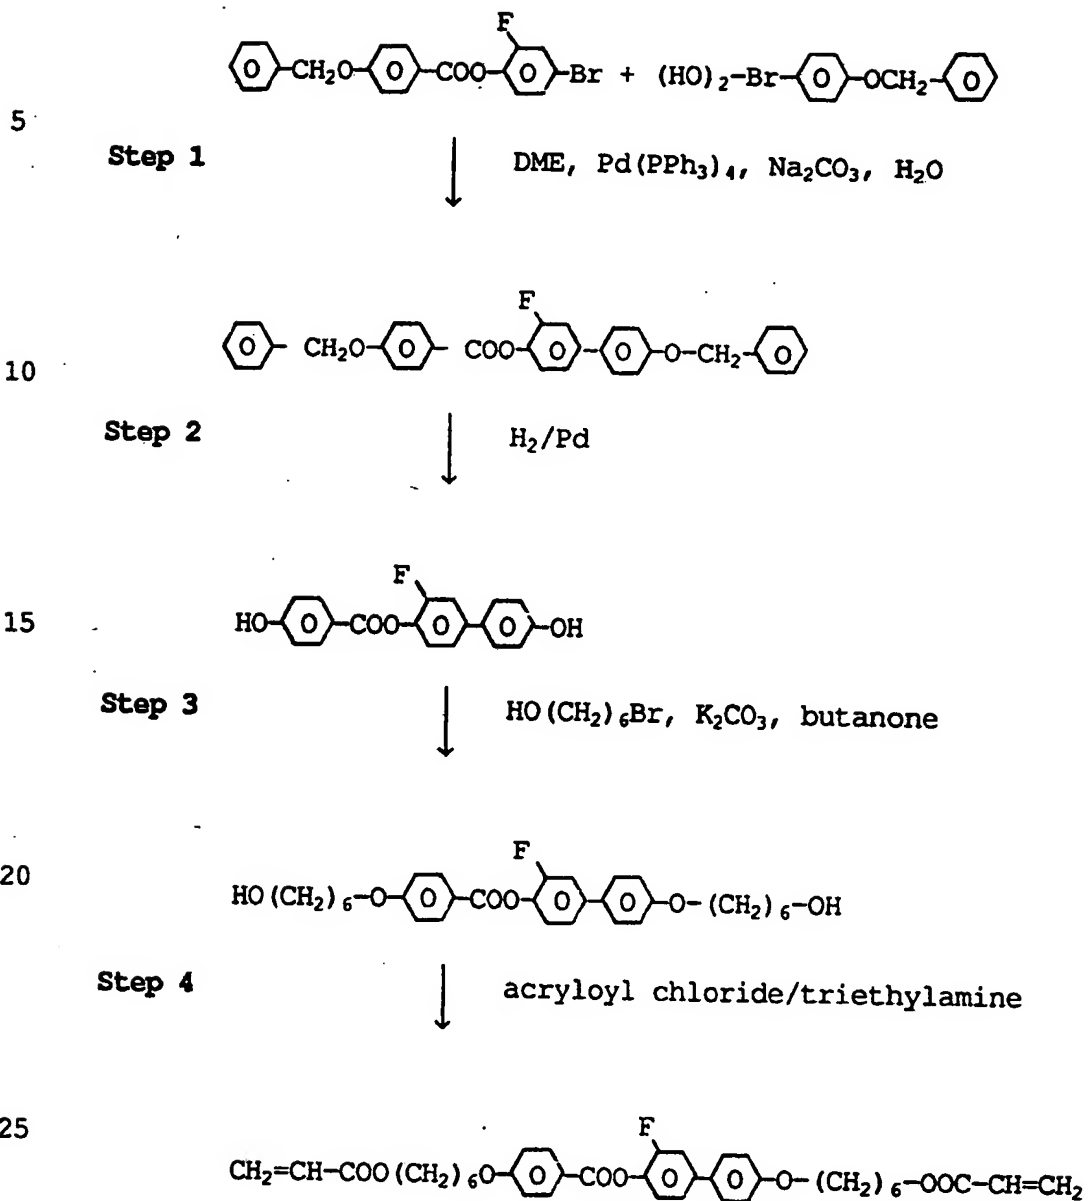 F
CH₂O COO Br + (HO)₂-Br OCH₂
5
Step 1 DME, Pd(PPh₃)₄, Na₂CO₃, H₂O
F
CH₂O COO O-CH₂
10
Step 2 H₂/Pd
F
15 HO COO OH
Step 3 HO(CH₂)₆Br, K₂CO₃, butanone
F
20
HO(CH₂)₆-O COO O-(CH₂)₆-OH
Step 4 acryloyl chloride/triethylamine
25
F
CH₂=CH-COO(CH₂)₆O COO O-(CH₂)₆-OOC-CH=CH₂